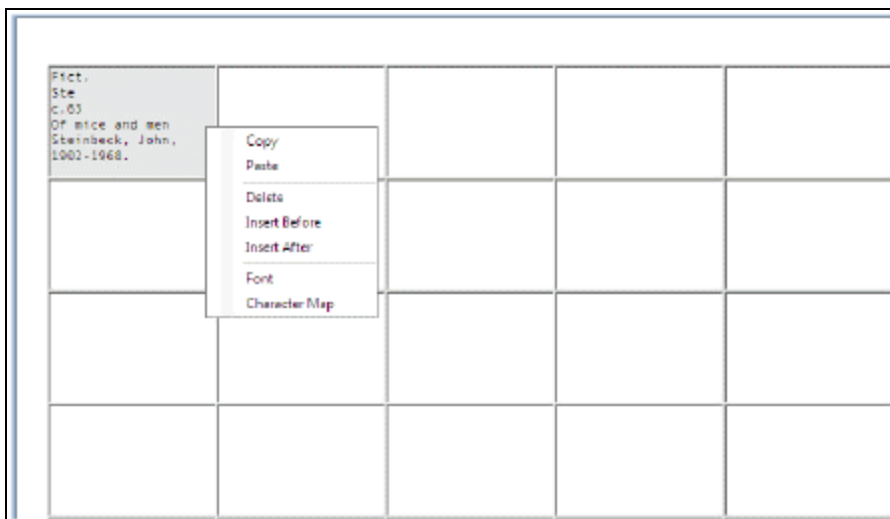 Fict.
Ste
c.63
Of mice and men
Steinbeck, John,
1902-1968.
Copy
Paste
Delete
Insert Before
Insert After
Font
Character Map